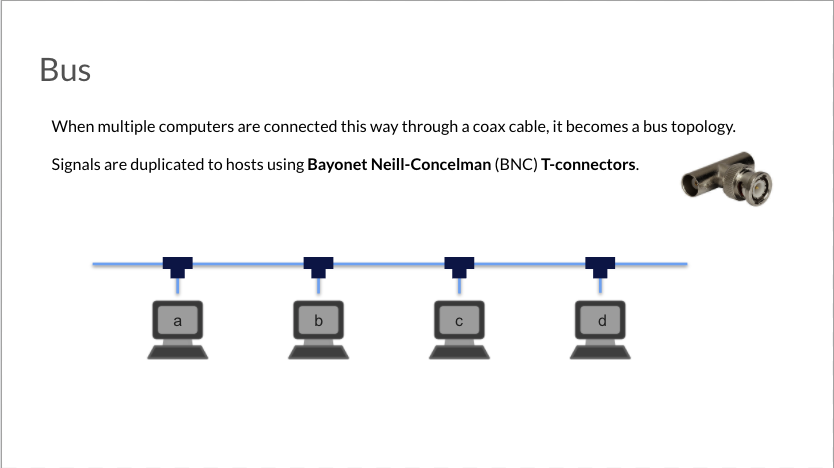 Bus
When multiple computers are connected this way through a coax cable, it becomes a bus topology.
Signals are duplicated to hosts using Bayonet Neill-Concelman (BNC) T-connectors.
a b c d